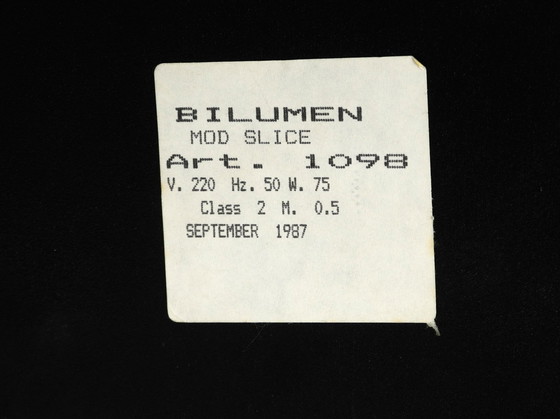 BILUMEN
MOD SLICE
Art. 1098
V. 220 Hz. 50 W. 75
Class 2 M. 0.5
SEPTEMBER 1987